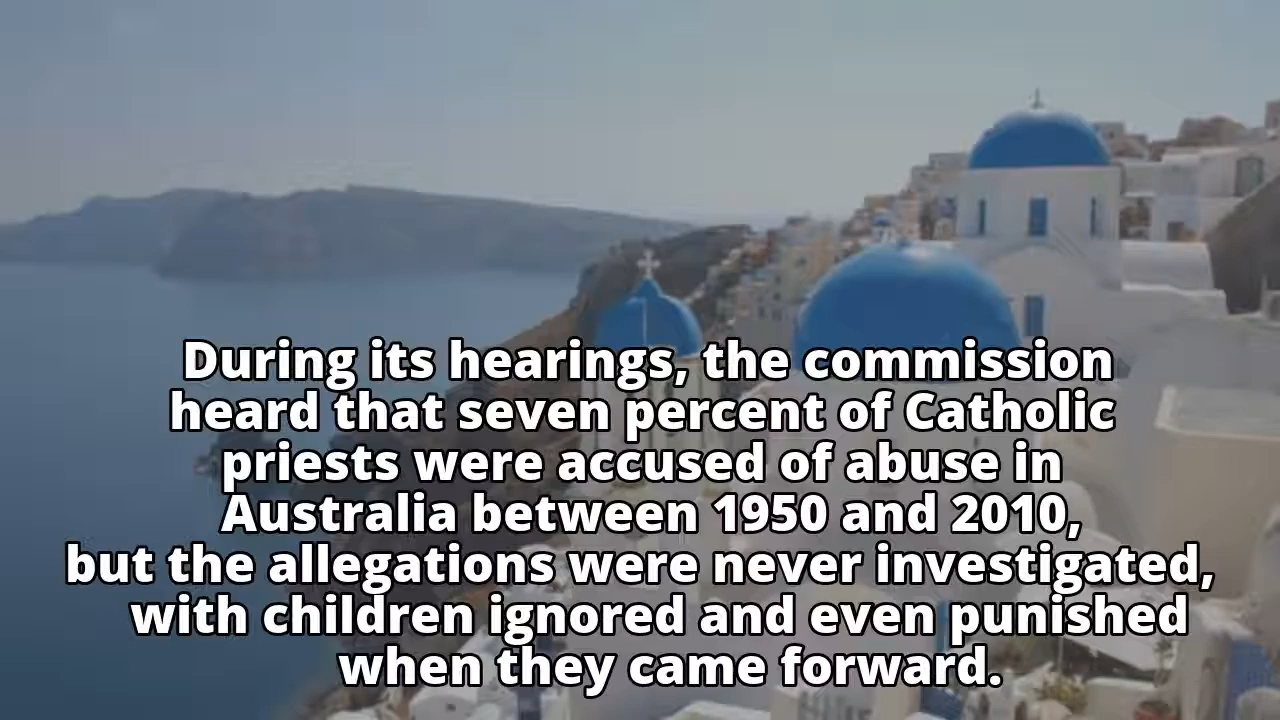 During its hearings, the commission
heard that seven percent of Catholic
priests were accused of abuse in
Australia between 1950 and 2010,
but the allegations were never investigated,
with children ignored and even punished
when they came forward.